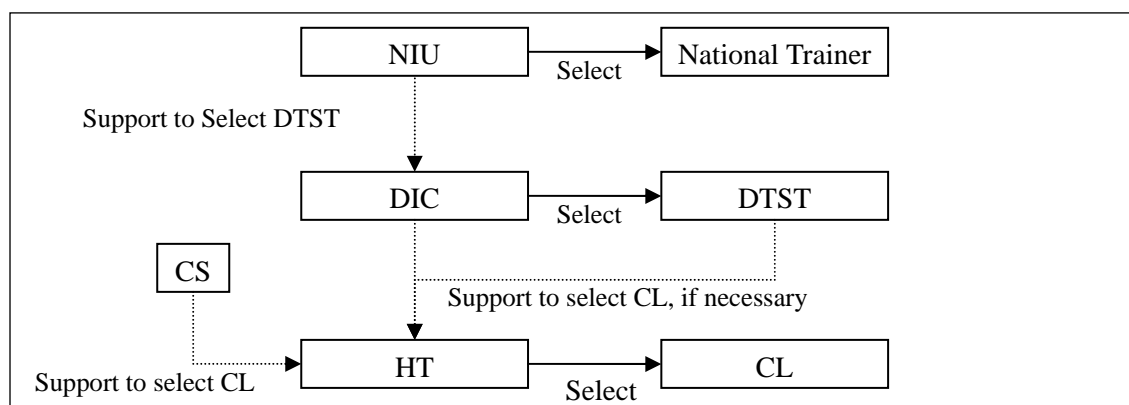 NIU
National Trainer
Select
Support to Select DTST
DIC
DTST
Select
CS
Support to select CL, if necessary
HT
CL
Support to select CL
Select